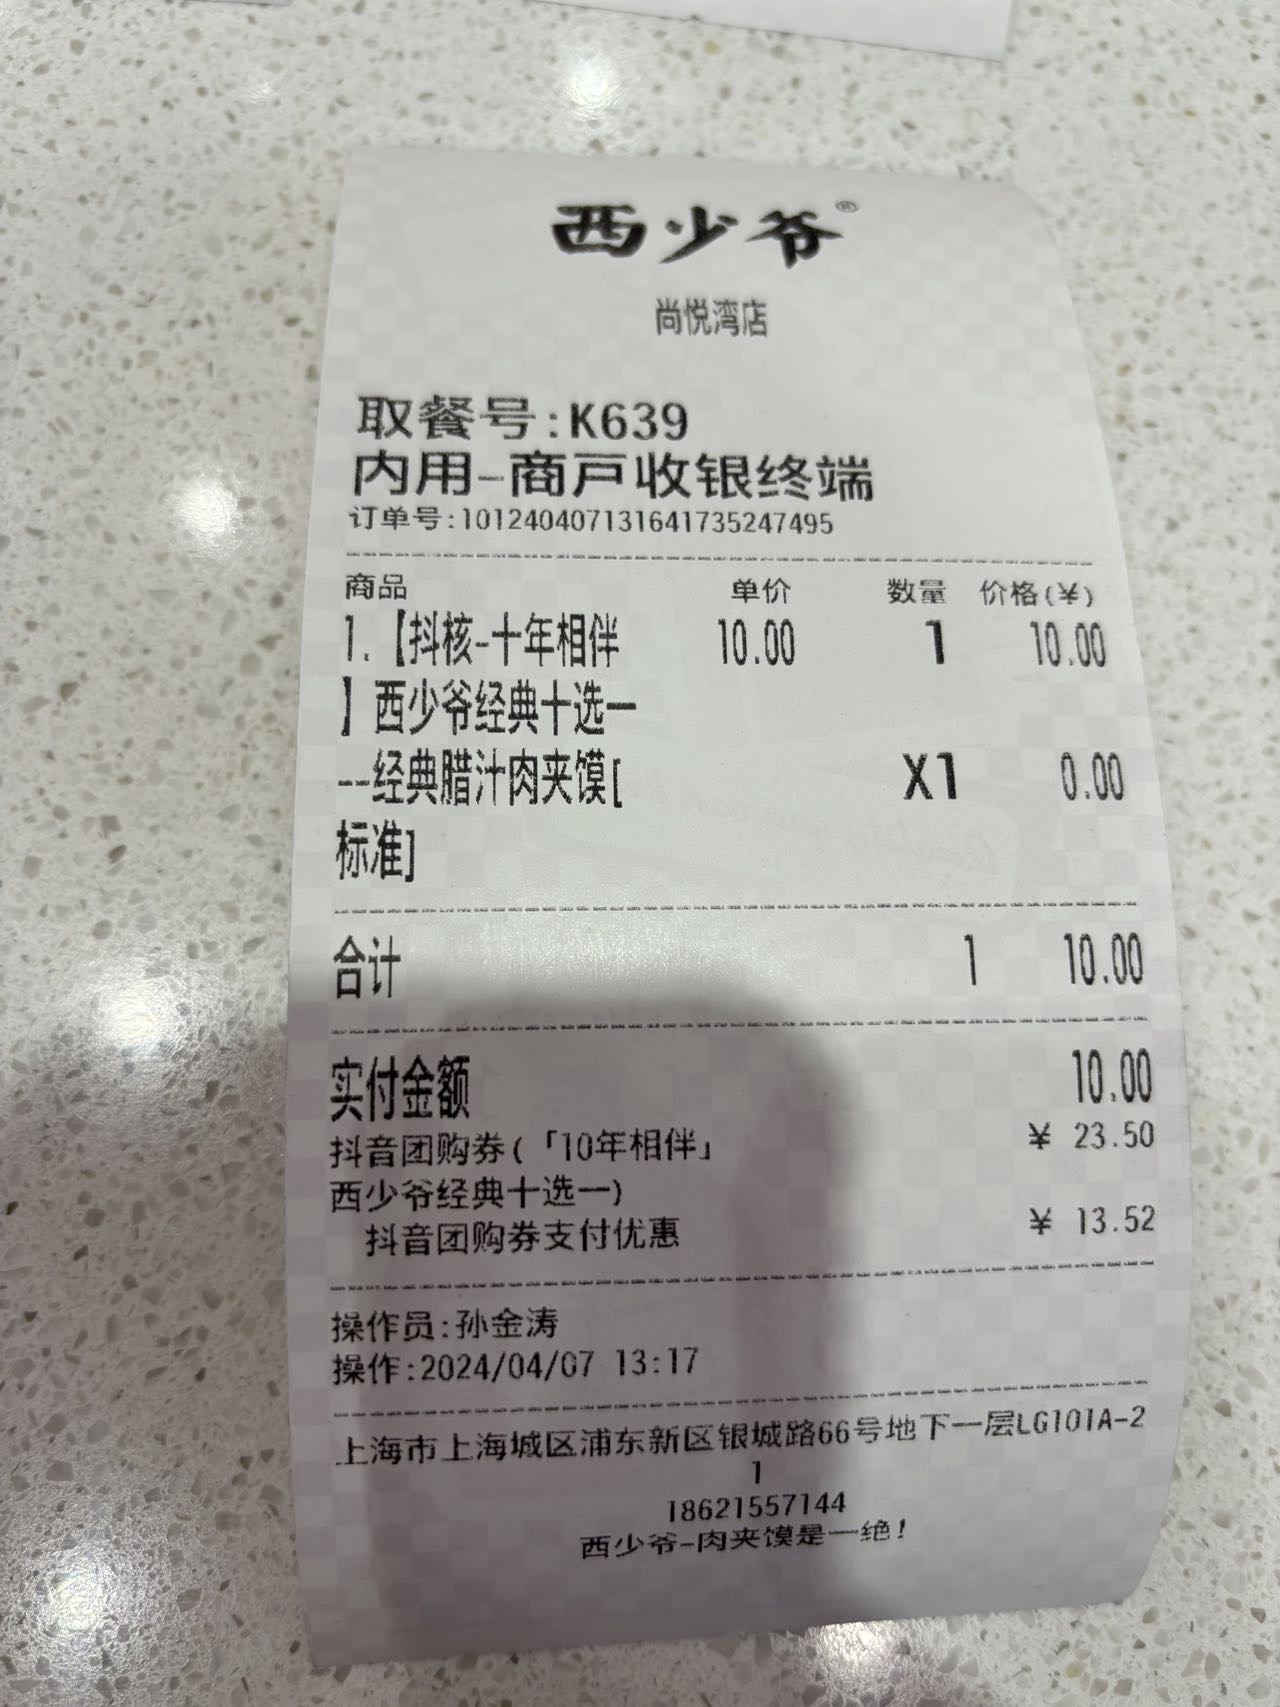 西少爷®
尚悦湾店
取餐号:K639
内用-商戸收银终端
订单号:101240407131641735247495
商品 单价 数量 价格(¥)
1.【抖核-十年相伴 10.00 1 10.00
】西少爷经典十选一
--经典腊汁肉夹馍[ X1 0.00
标准]
合计 1 10.00
实付金额 10.00
抖音团购券(「10年相伴」 ¥ 23.50
西少爷经典十选一)
抖音团购券支付优惠 ¥ 13.52
操作员:孙金涛
操作:2024/04/07 13:17
上海市上海城区浦东新区银城路66号地下一层LG101A-2
1
18621557144
西少爷-肉夹馍是一绝!